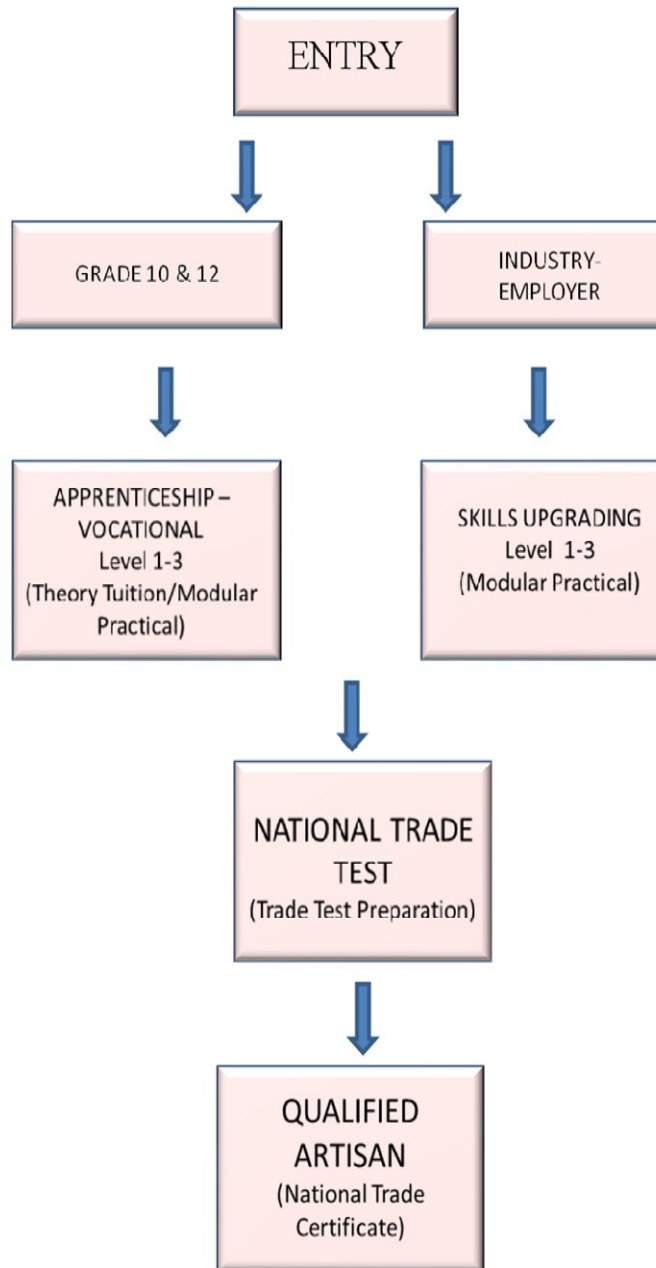 ENTRY
GRADE 10 & 12
INDUSTRY-
EMPLOYER
APPRENTICESHIP –
VOCATIONAL
Level 1-3
(Theory Tuition/Modular
Practical)
SKILLS UPGRADING
Level 1-3
(Modular Practical)
NATIONAL TRADE
TEST
(Trade Test Preparation)
QUALIFIED
ARTISAN
(National Trade
Certificate)